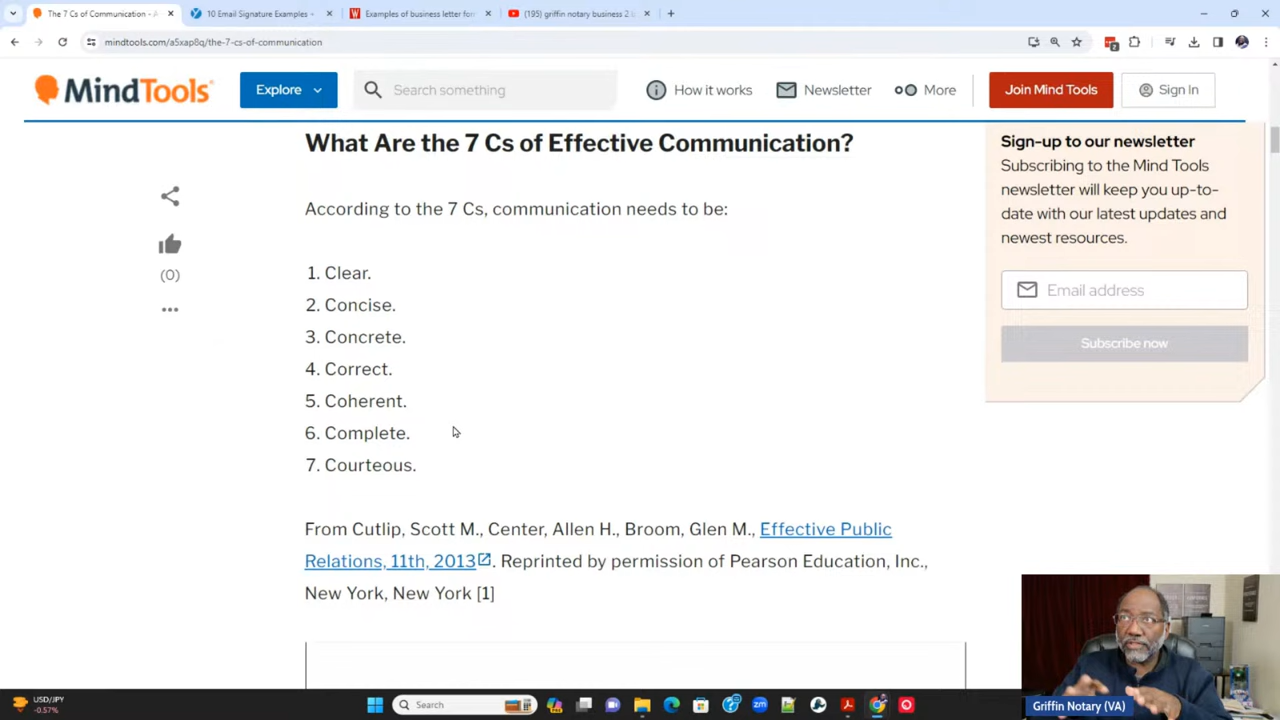 The 7 Cs of Communication - A
10 Email Signature Examples +
Examples of business letter for
(195) griffin notary business 2.
mindtools.com/a5xap8q/the-7-cs-of-communication
2
MindTools
Explore
Search something
How it works
Newsletter
More
Join Mind Tools
Sign In
What Are the 7 Cs of Effective Communication?
According to the 7 Cs, communication needs to be:
1. Clear.
2. Concise.
3. Concrete.
4. Correct.
5. Coherent.
6. Complete.
7. Courteous.
From Cutlip, Scott M., Center, Allen H., Broom, Glen M., Effective Public
Relations, 11th, 2013. Reprinted by permission of Pearson Education, Inc.,
New York, New York [1]
(0)
Sign-up to our newsletter
Subscribing to the Mind Tools
newsletter will keep you up-to-
date with our latest updates and
newest resources.
Email address
Subscribe now
Griffin Notary (VA)
USD/JPY
-0.57%
Search